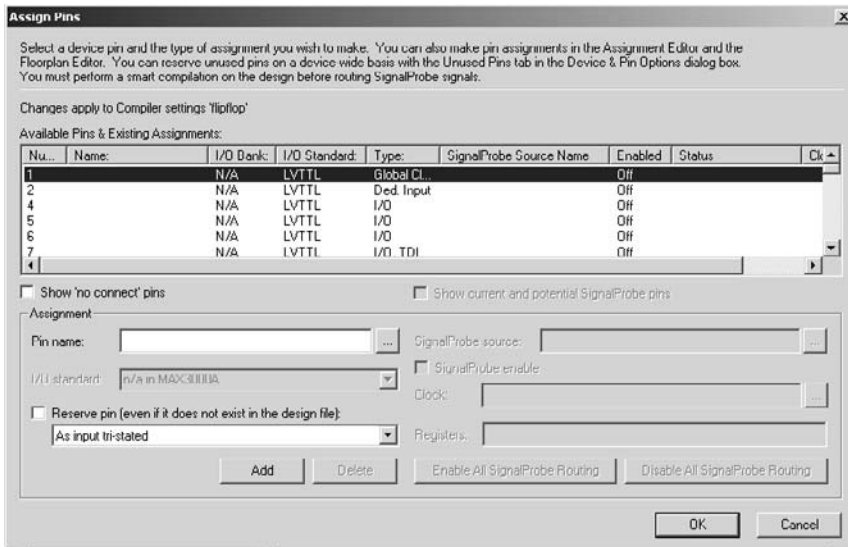 Assign Pins
Select a device pin and the type of assignment you wish to make. You can also make pin assignments in the Assignment Editor and the
Floorplan Editor. You can reserve unused pins on a device-wide basis with the Unused Pins tab in the Device & Pin Options dialog box.
You must perform a smart compilation on the design before routing SignalProbe signals.
Changes apply to Compiler settings 'flipflop'
Available Pins & Existing Assignments:
Nu... Name: I/O Bank: I/O Standard: Type: SignalProbe Source Name Enabled Status Clc
1 N/A LVTTL Global Cl... Off
2 N/A LVTTL Ded. Input Off
4 N/A LVTTL I/O Off
5 N/A LVTTL I/O Off
6 N/A LVTTL I/O Off
7 N/A LVTTL I/O, TDI Off
Show 'no connect' pins Show current and potential SignalProbe pins
Assignment
Pin name: ... SignalProbe source: ...
SignalProbe enable
I/O standard: n/a in MAX3000A
Clock: ...
Reserve pin (even if it does not exist in the design file):
As input tri-stated Registers:
Add Delete Enable All SignalProbe Routing Disable All SignalProbe Routing
OK Cancel